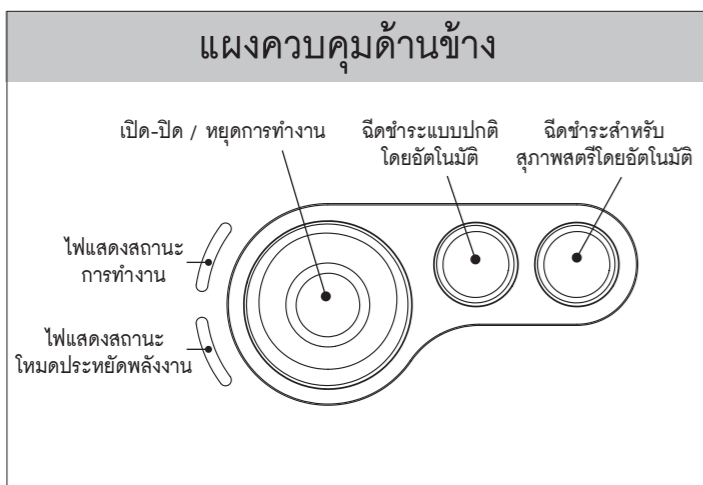 แผงควบคุมด้านข้าง
เปิด-ปิด / หยุดการทำงาน
ฉีดชำระแบบปกติ
โดยอัตโนมัติ
ฉีดชำระสำหรับ
สุภาพสตรีโดยอัตโนมัติ
ไฟแสดงสถานะ
การทำงาน
ไฟแสดงสถานะ
โหมดประหยัดพลังงาน